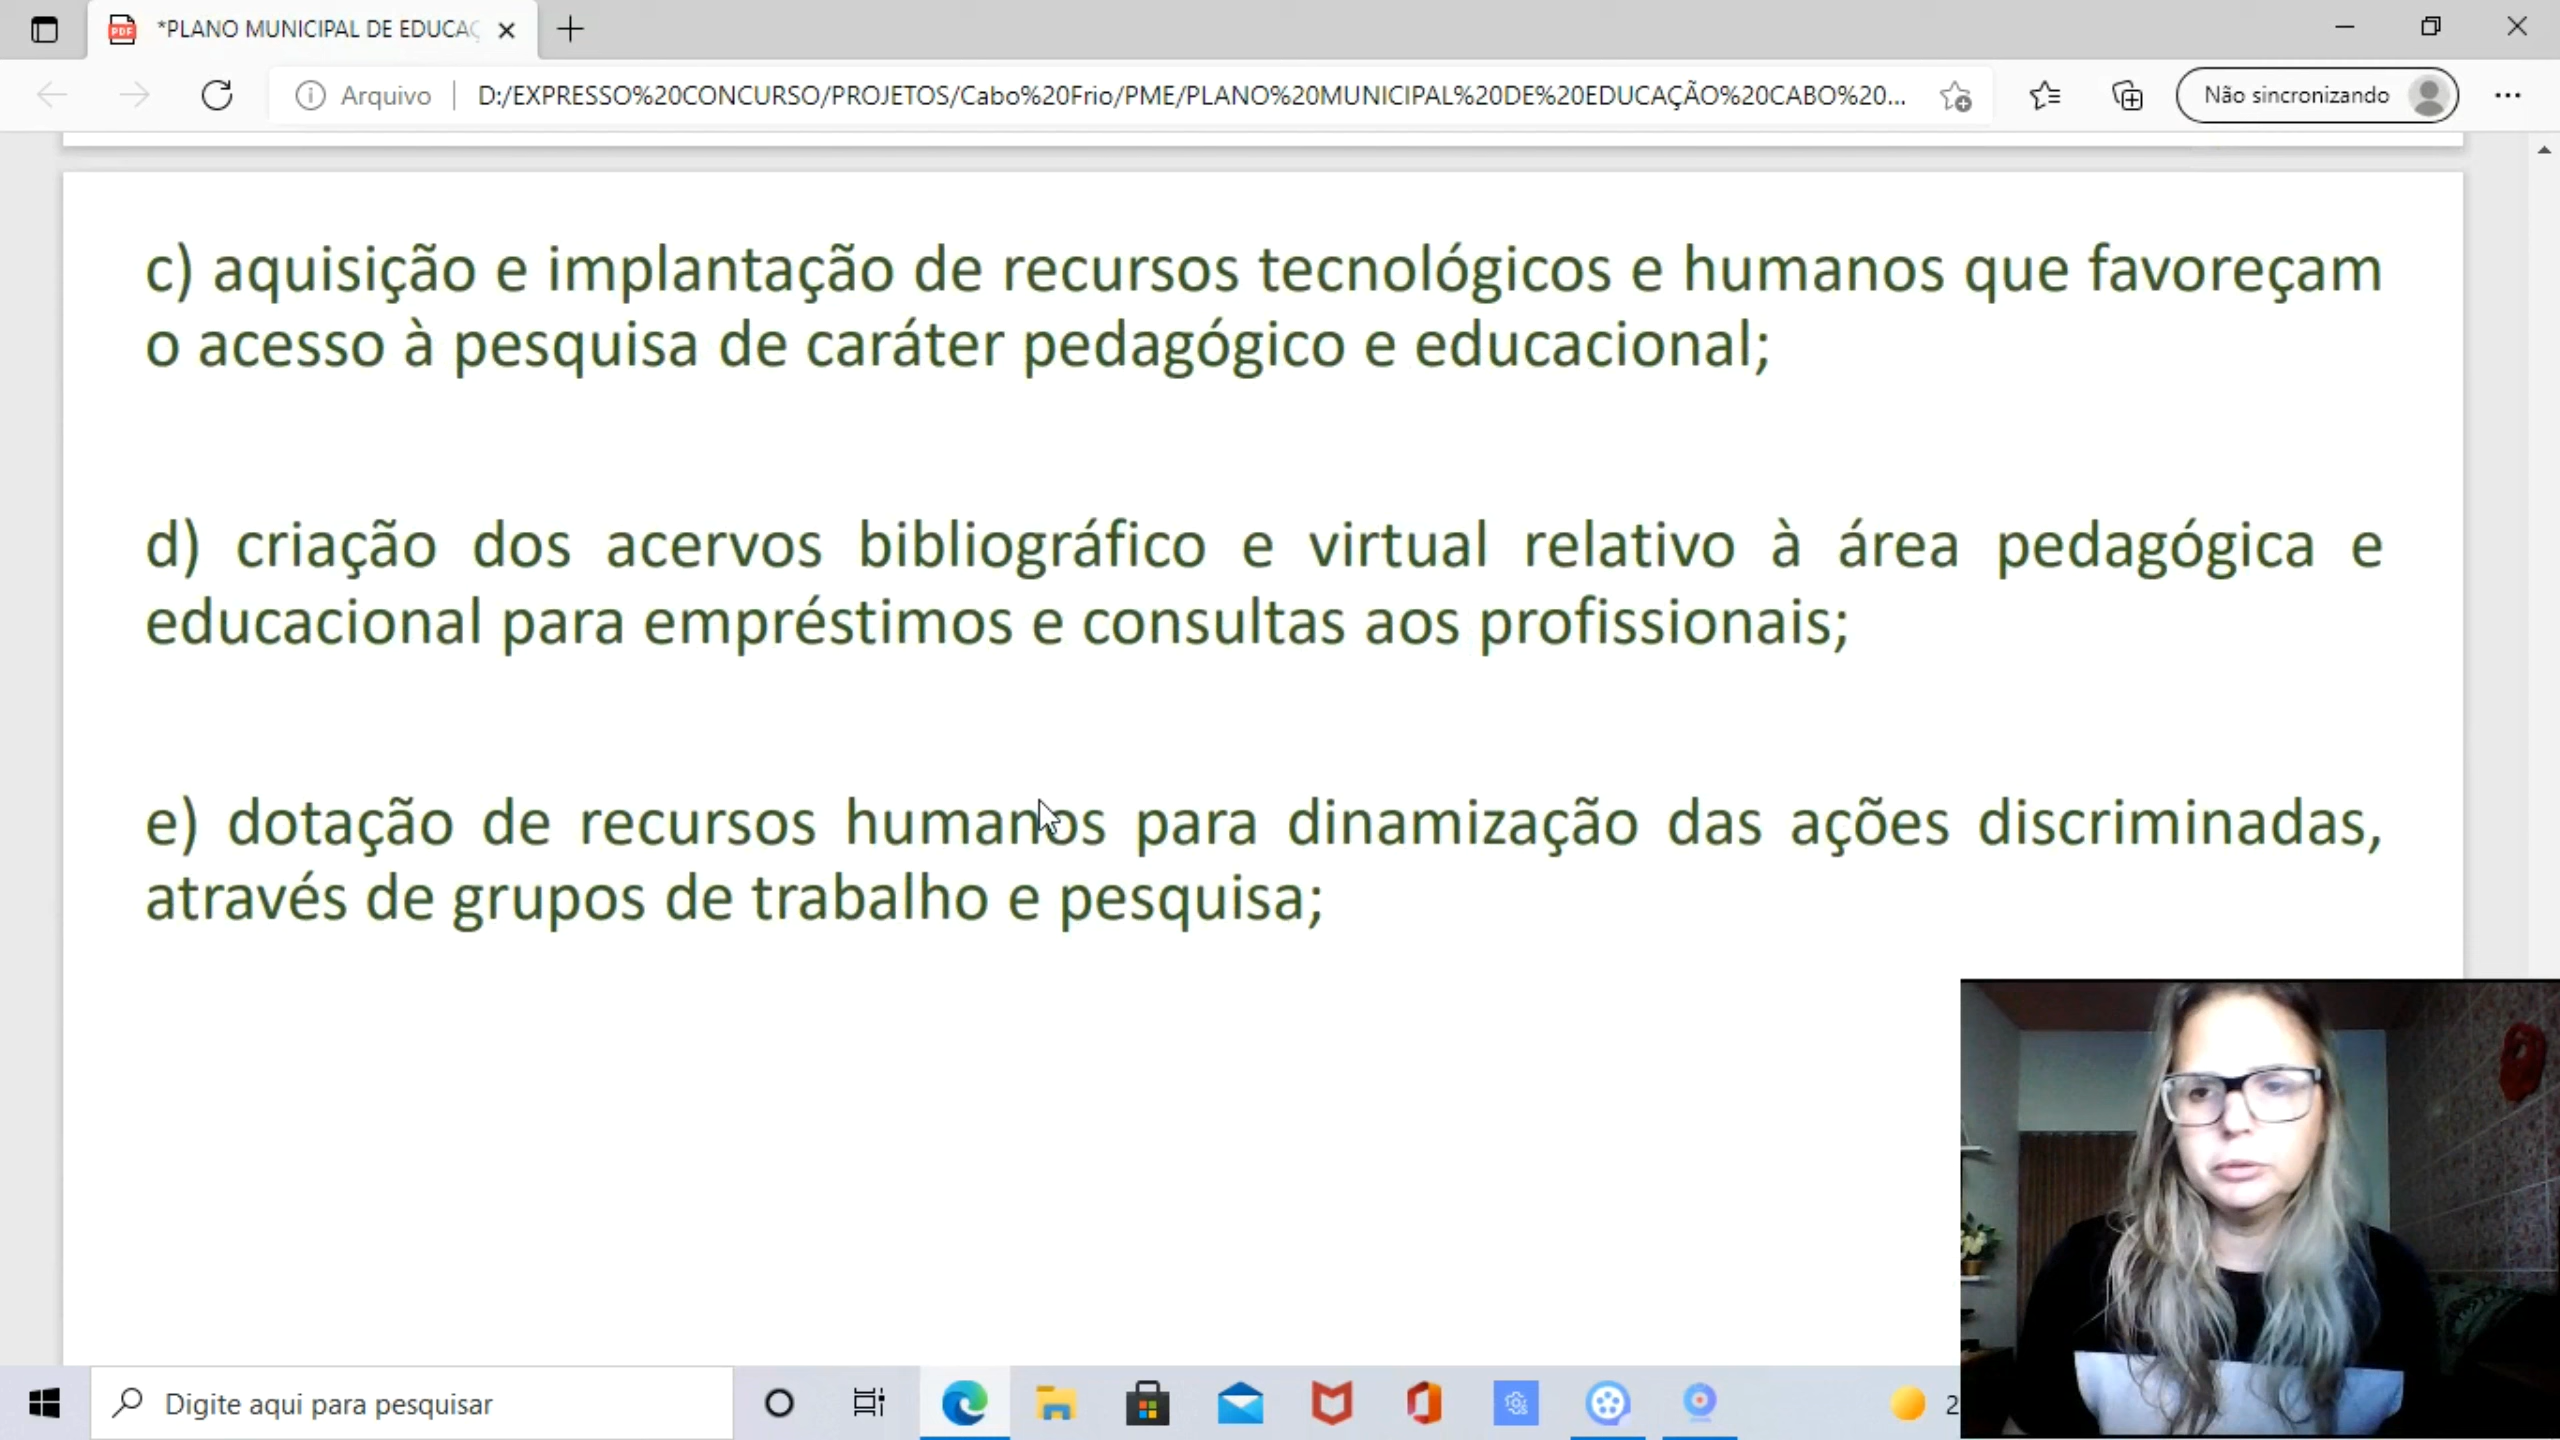 *PLANO MUNICIPAL DE EDUCAÇ
Arquivo
D:/EXPRESSO%20CONCURSO/PROJETOS/Cabo%20Frio/PME/PLANO%20MUNICIPAL%20DE%20EDUCAÇÃO%20CABO%20...
Não sincronizando
c) aquisição e implantação de recursos tecnológicos e humanos que favoreçam
o acesso à pesquisa de caráter pedagógico e educacional;
d) criação dos acervos bibliográfico e virtual relativo à área pedagógica e
educacional para empréstimos e consultas aos profissionais;
e) dotação de recursos humanos para dinamização das ações discriminadas,
através de grupos de trabalho e pesquisa;
Digite aqui para pesquisar
2